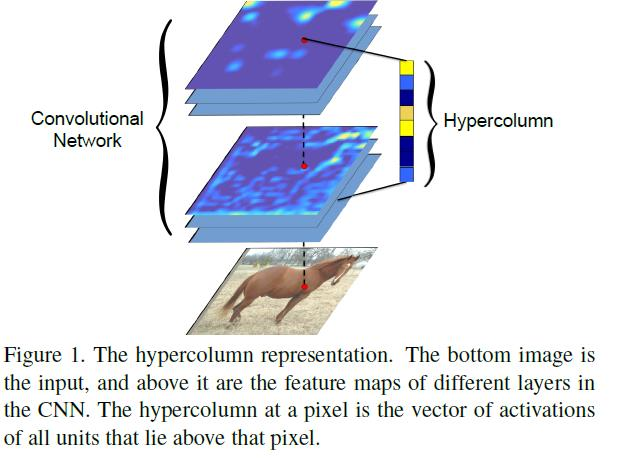 Convolutional
Network
Hypercolumn
Figure 1. The hypercolumn representation. The bottom image is
the input, and above it are the feature maps of different layers in
the CNN. The hypercolumn at a pixel is the vector of activations
of all units that lie above that pixel.